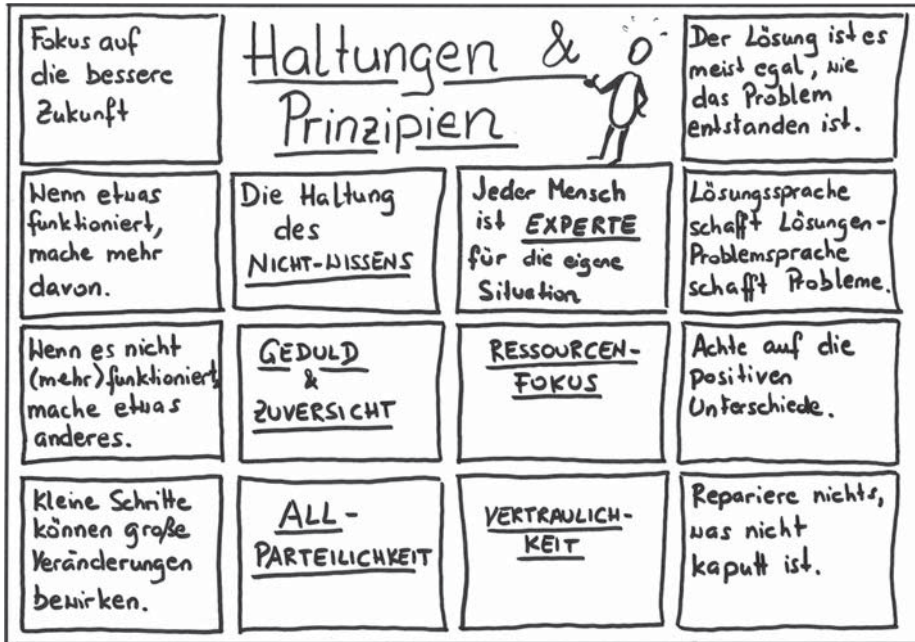 Haltungen &
Prinzipien
Fokus auf
die bessere
Zukunft
Der Lösung ist es
meist egal, wie
das Problem
entstanden ist.
Wenn etwas
funktioniert,
mache mehr
davon.
Die Haltung
des
NICHT-WISSENS
Jeder Mensch
ist EXPERTE
für die eigene
Situation
Lösungssprache
schafft Lösungen-
Problemsprache
schafft Probleme.
Wenn es nicht
(mehr) funktioniert,
mache etwas
anderes.
GEDULD
&
ZUVERSICHT
RESSOURCEN-
FOKUS
Achte auf die
positiven
Unterschiede.
Kleine Schritte
können große
Veränderungen
bewirken.
ALL-
PARTEILICHKEIT
VERTRAULICH-
KEIT
Repariere nichts,
was nicht
kaputt ist.